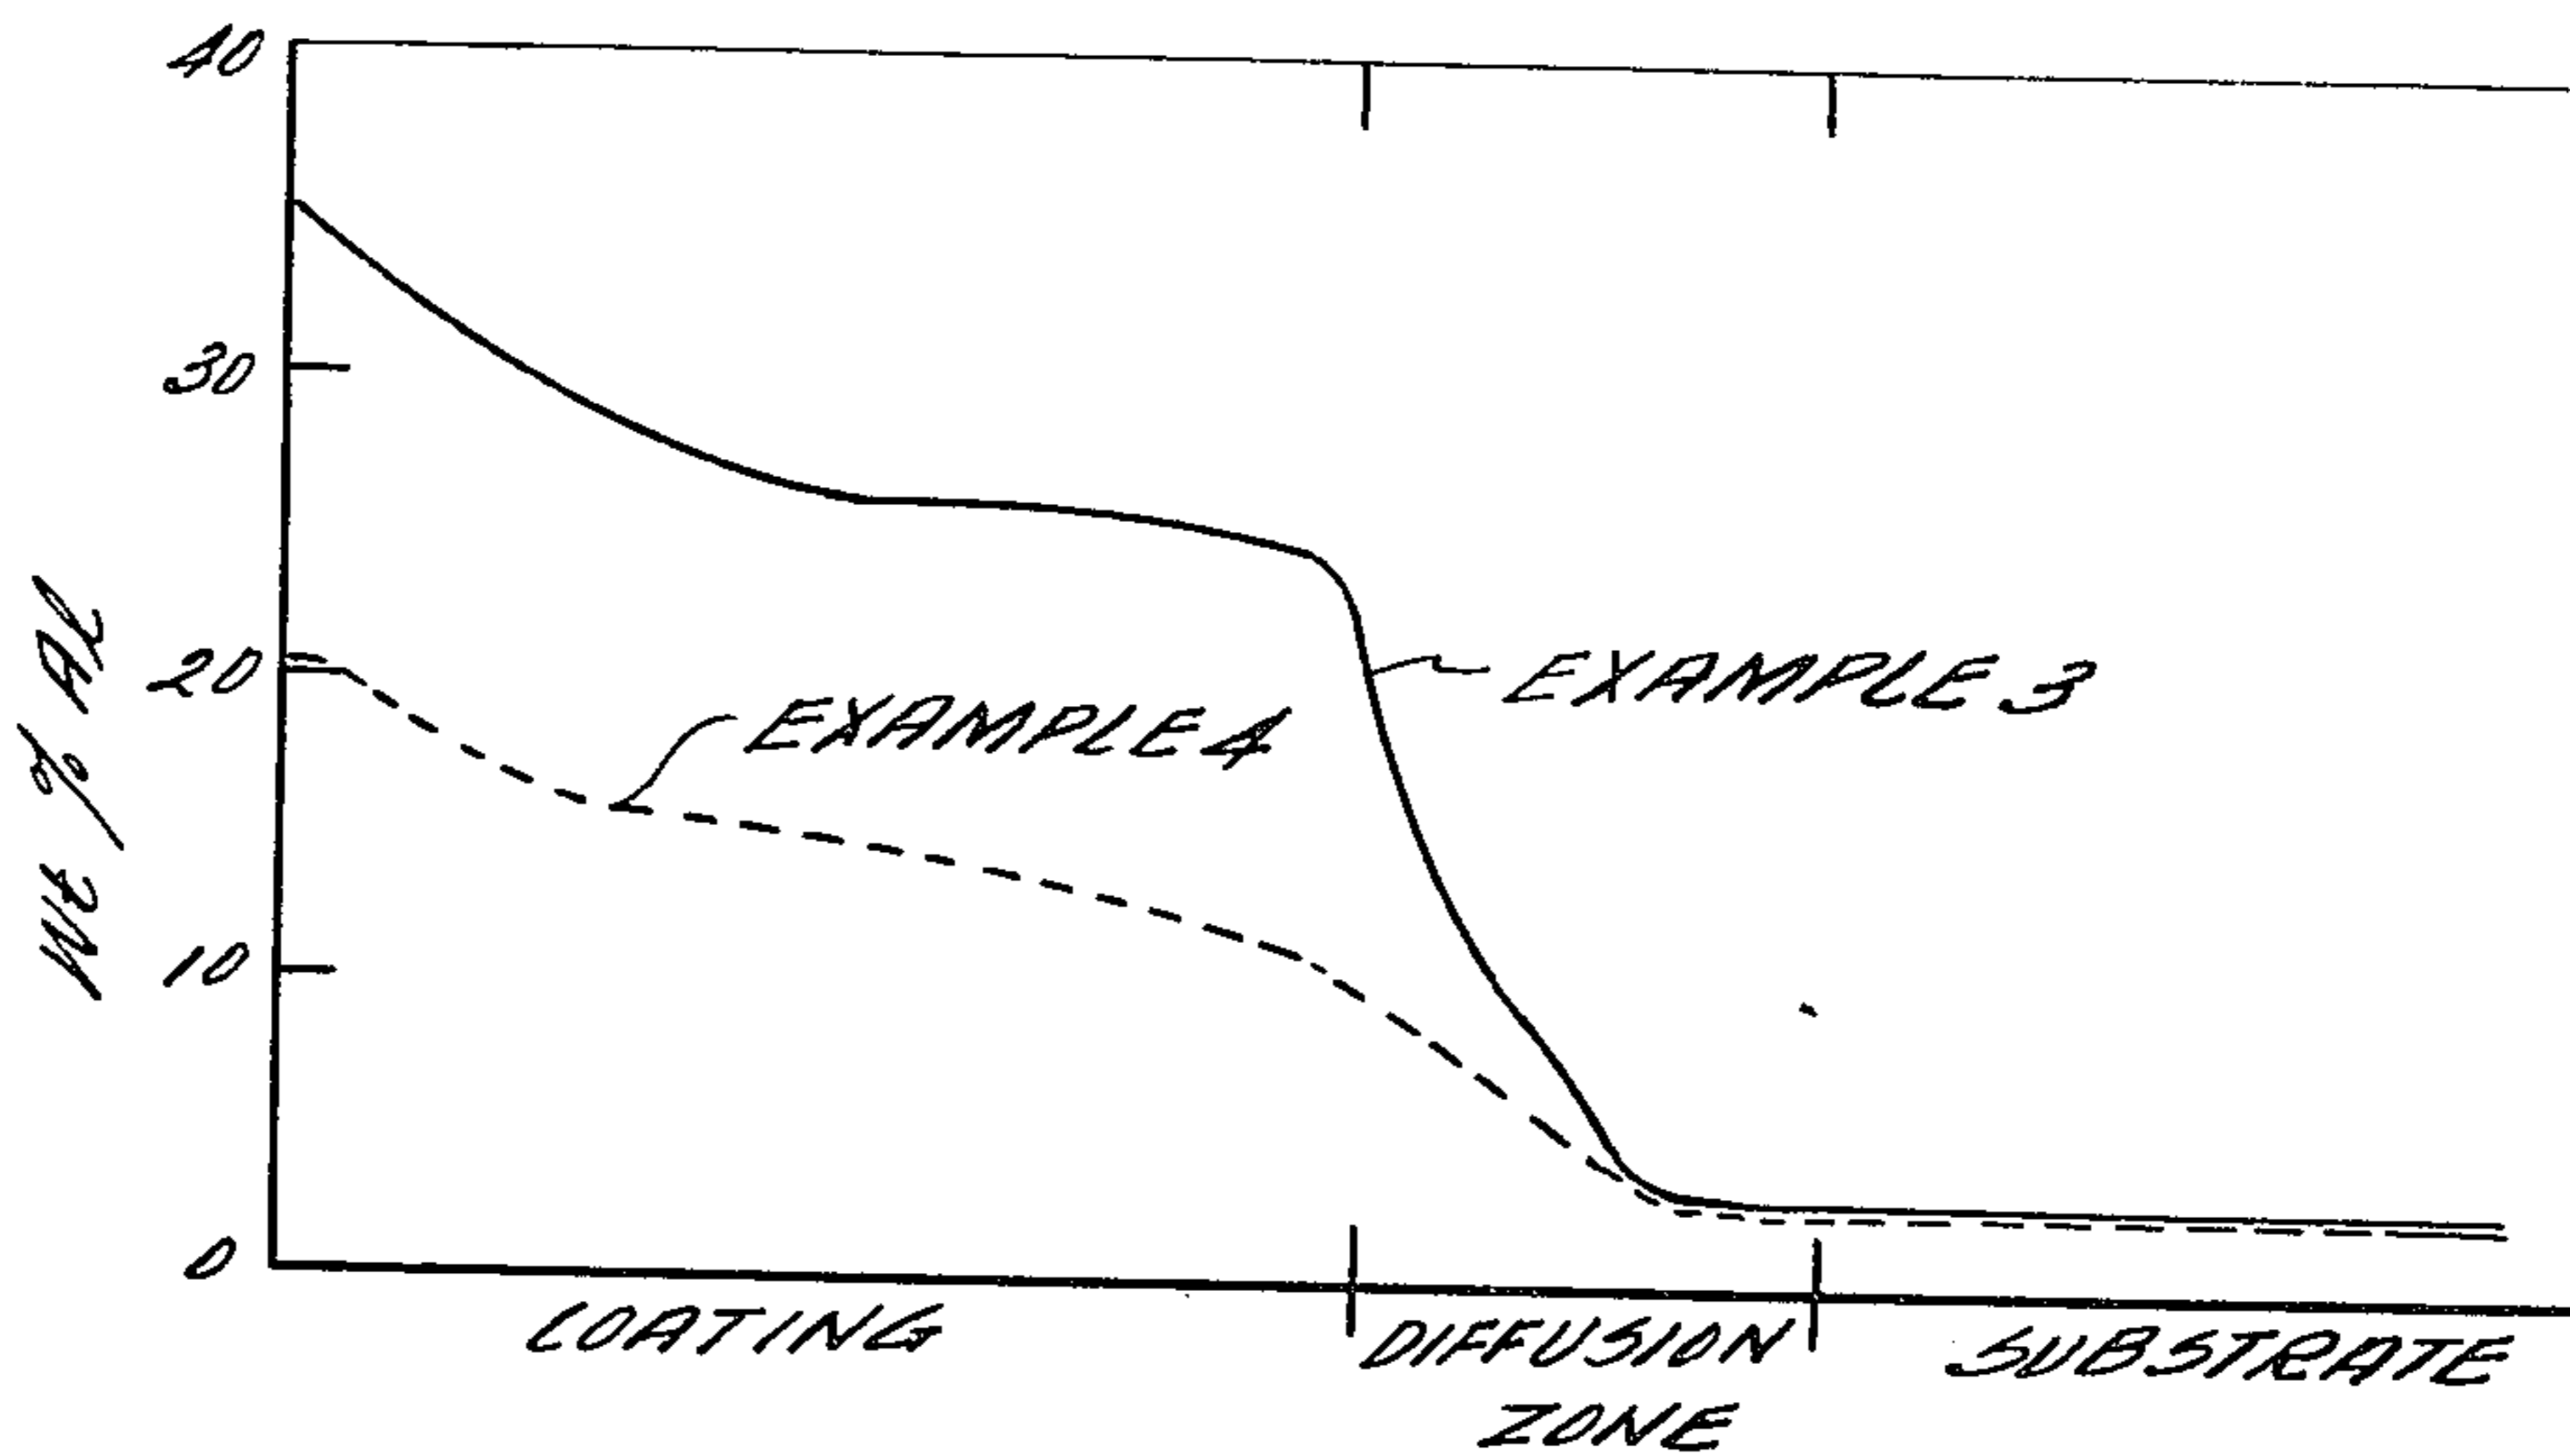 40
30
20
10
0
Wt % Al
EXAMPLE 3
EXAMPLE 4
COATING
DIFFUSION
ZONE
SUBSTRATE